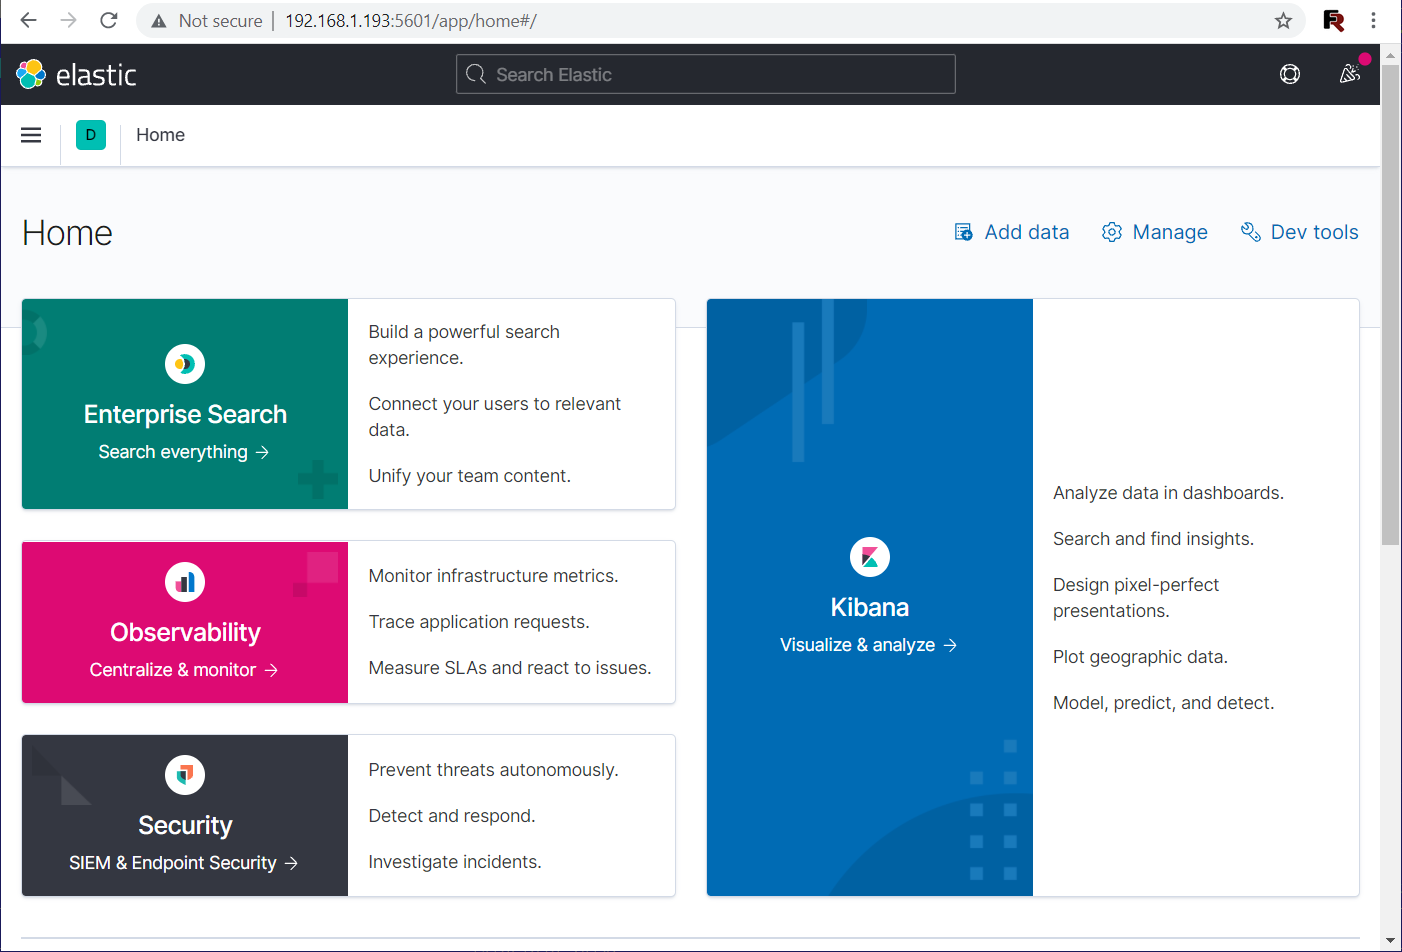 Not secure | 192.168.1.193:5601/app/home#/
elastic
Search Elastic
D
Home
Home
Add data
Manage
Dev tools
Enterprise Search
Search everything →
Build a powerful search
experience.
Connect your users to relevant
data.
Unify your team content.
Observability
Centralize & monitor →
Monitor infrastructure metrics.
Trace application requests.
Measure SLAs and react to issues.
Security
SIEM & Endpoint Security →
Prevent threats autonomously.
Detect and respond.
Investigate incidents.
Kibana
Visualize & analyze →
Analyze data in dashboards.
Search and find insights.
Design pixel-perfect
presentations.
Plot geographic data.
Model, predict, and detect.